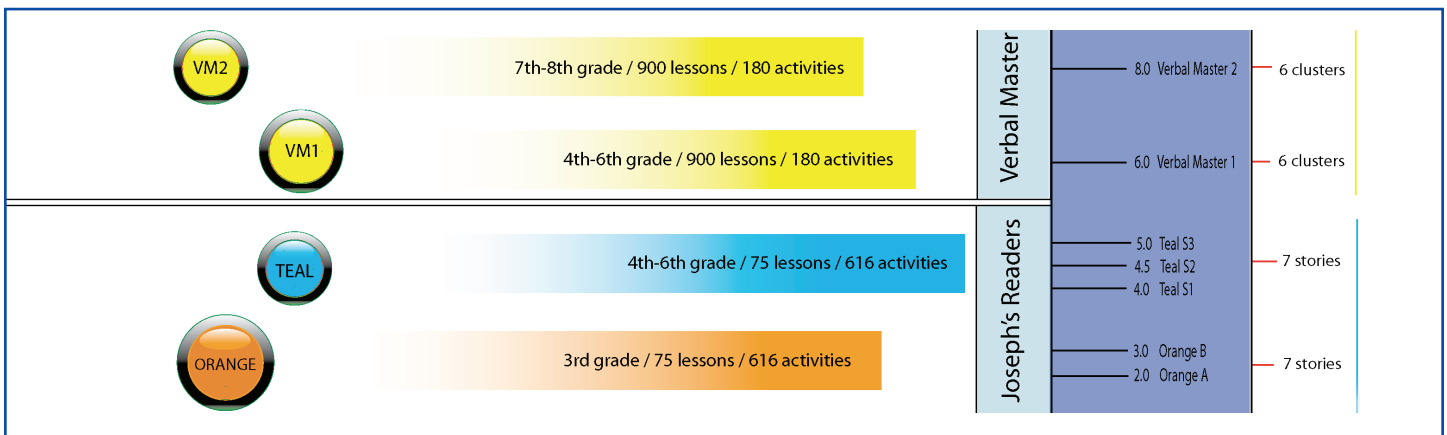 VM2
7th-8th grade / 900 lessons / 180 activities
Verbal Master
8.0 Verbal Master 2
6 clusters
VM1
4th-6th grade / 900 lessons / 180 activities
6.0 Verbal Master 1
6 clusters
TEAL
4th-6th grade / 75 lessons / 616 activities
Joseph's Readers
5.0 Teal S3
4.5 Teal S2
4.0 Teal S1
7 stories
ORANGE
3rd grade / 75 lessons / 616 activities
3.0 Orange B
2.0 Orange A
7 stories